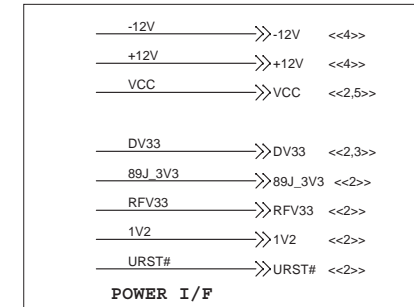 -12V -12V <<4>>
+12V +12V <<4>>
VCC VCC <<2,5>>
DV33 DV33 <<2,3>>
89J_3V3 89J_3V3 <<2>>
RFV33 RFV33 <<2>>
1V2 1V2 <<2>>
URST# URST# <<2>>
POWER I/F